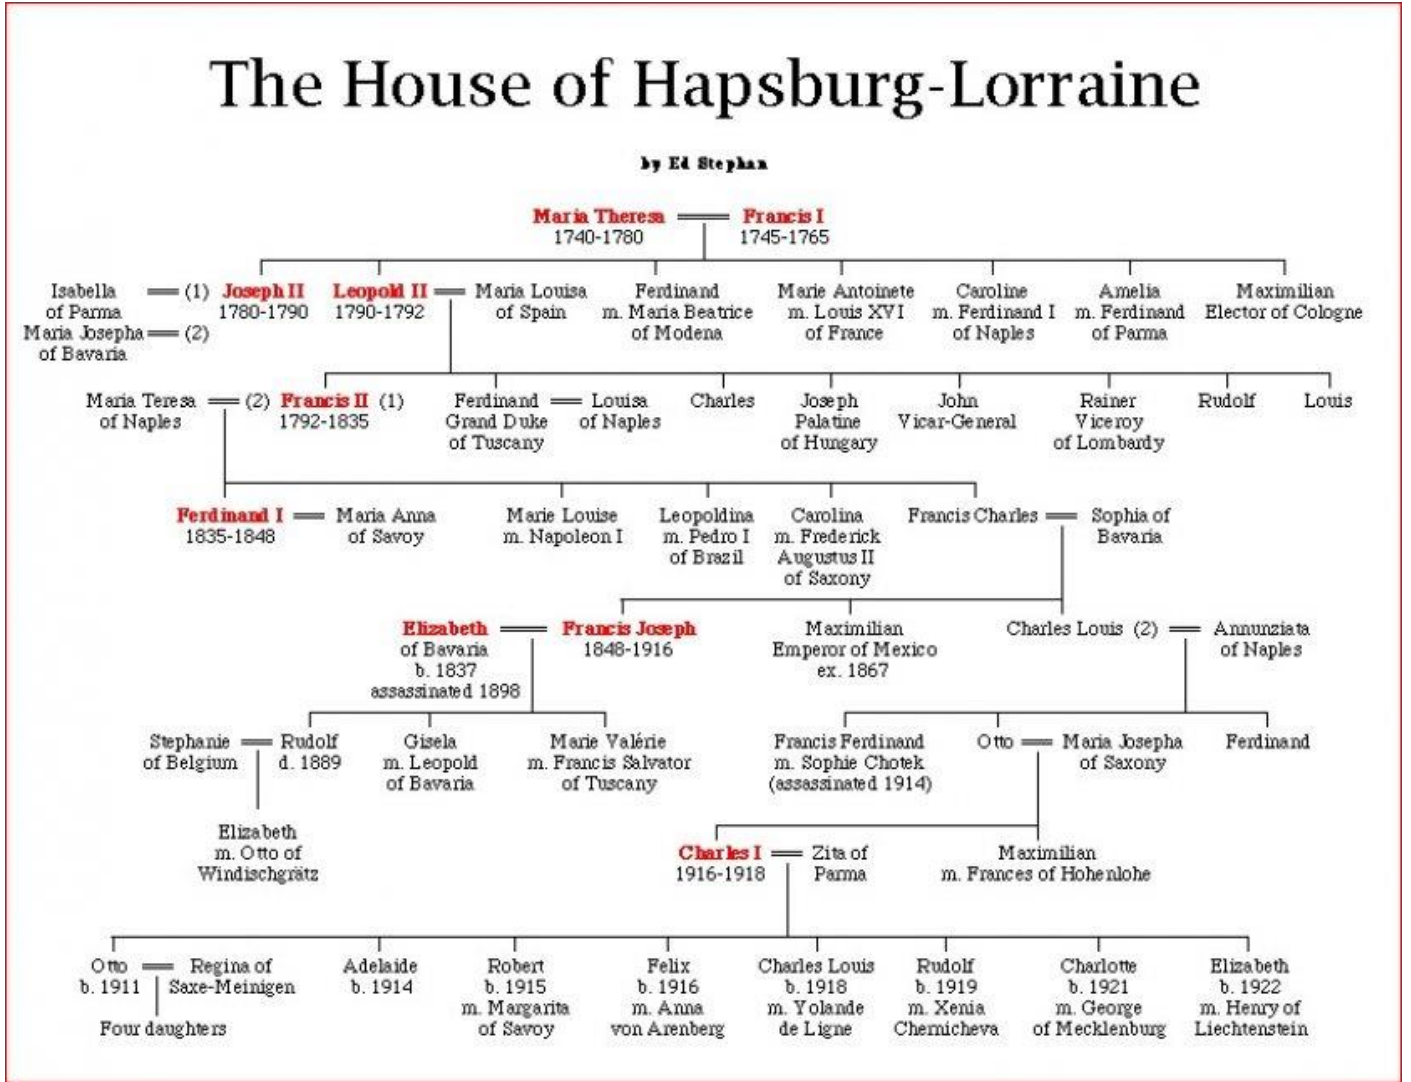 The House of Hapsburg-Lorraine
by Ed Stephan
Maria Theresa
1740-1780
Francis I
1745-1765
Isabella
of Parma
(1)
Maria Josepha
of Bavaria
(2)
Joseph II
1780-1790
Leopold II
1790-1792
Maria Louisa
of Spain
Ferdinand
m. Maria Beatrice
of Modena
Marie Antoinete
m. Louis XVI
of France
Caroline
m. Ferdinand I
of Naples
Amelia
m. Ferdinand
of Parma
Maximilian
Elector of Cologne
Maria Teresa
of Naples
(2) Francis II (1)
1792-1835
Ferdinand
Grand Duke
of Tuscany
Louisa
of Naples
Charles
Joseph
Palatine
of Hungary
John
Vicar-General
Rainer
Viceroy
of Lombardy
Rudolf
Louis
Ferdinand I
1835-1848
Maria Anna
of Savoy
Marie Louise
m. Napoleon I
Leopoldina
m. Pedro I
of Brazil
Carolina
m. Frederick
Augustus II
of Saxony
Francis Charles
Sophia of
Bavaria
Elizabeth
of Bavaria
b. 1837
assassinated 1898
Francis Joseph
1848-1916
Maximilian
Emperor of Mexico
ex. 1867
Charles Louis (2)
Annunziata
of Naples
Stephanie
of Belgium
Rudolf
d. 1889
Gisela
m. Leopold
of Bavaria
Marie Valérie
m. Francis Salvator
of Tuscany
Francis Ferdinand
m. Sophie Chotek
(assassinated 1914)
Otto
Maria Josepha
of Saxony
Ferdinand
Elizabeth
m. Otto of
Windischgrätz
Charles I
1916-1918
Zita of
Parma
Maximilian
m. Frances of Hohenlohe
Otto
b. 1911
Regina of
Saxe-Meinigen
Four daughters
Adelaide
b. 1914
Robert
b. 1915
m. Margarita
of Savoy
Felix
b. 1916
m. Anna
von Arenberg
Charles Louis
b. 1918
m. Yolande
de Ligne
Rudolf
b. 1919
m. Xenia
Chernicheva
Charlotte
b. 1921
m. George
of Mecklenburg
Elizabeth
b. 1922
m. Henry of
Liechtenstein